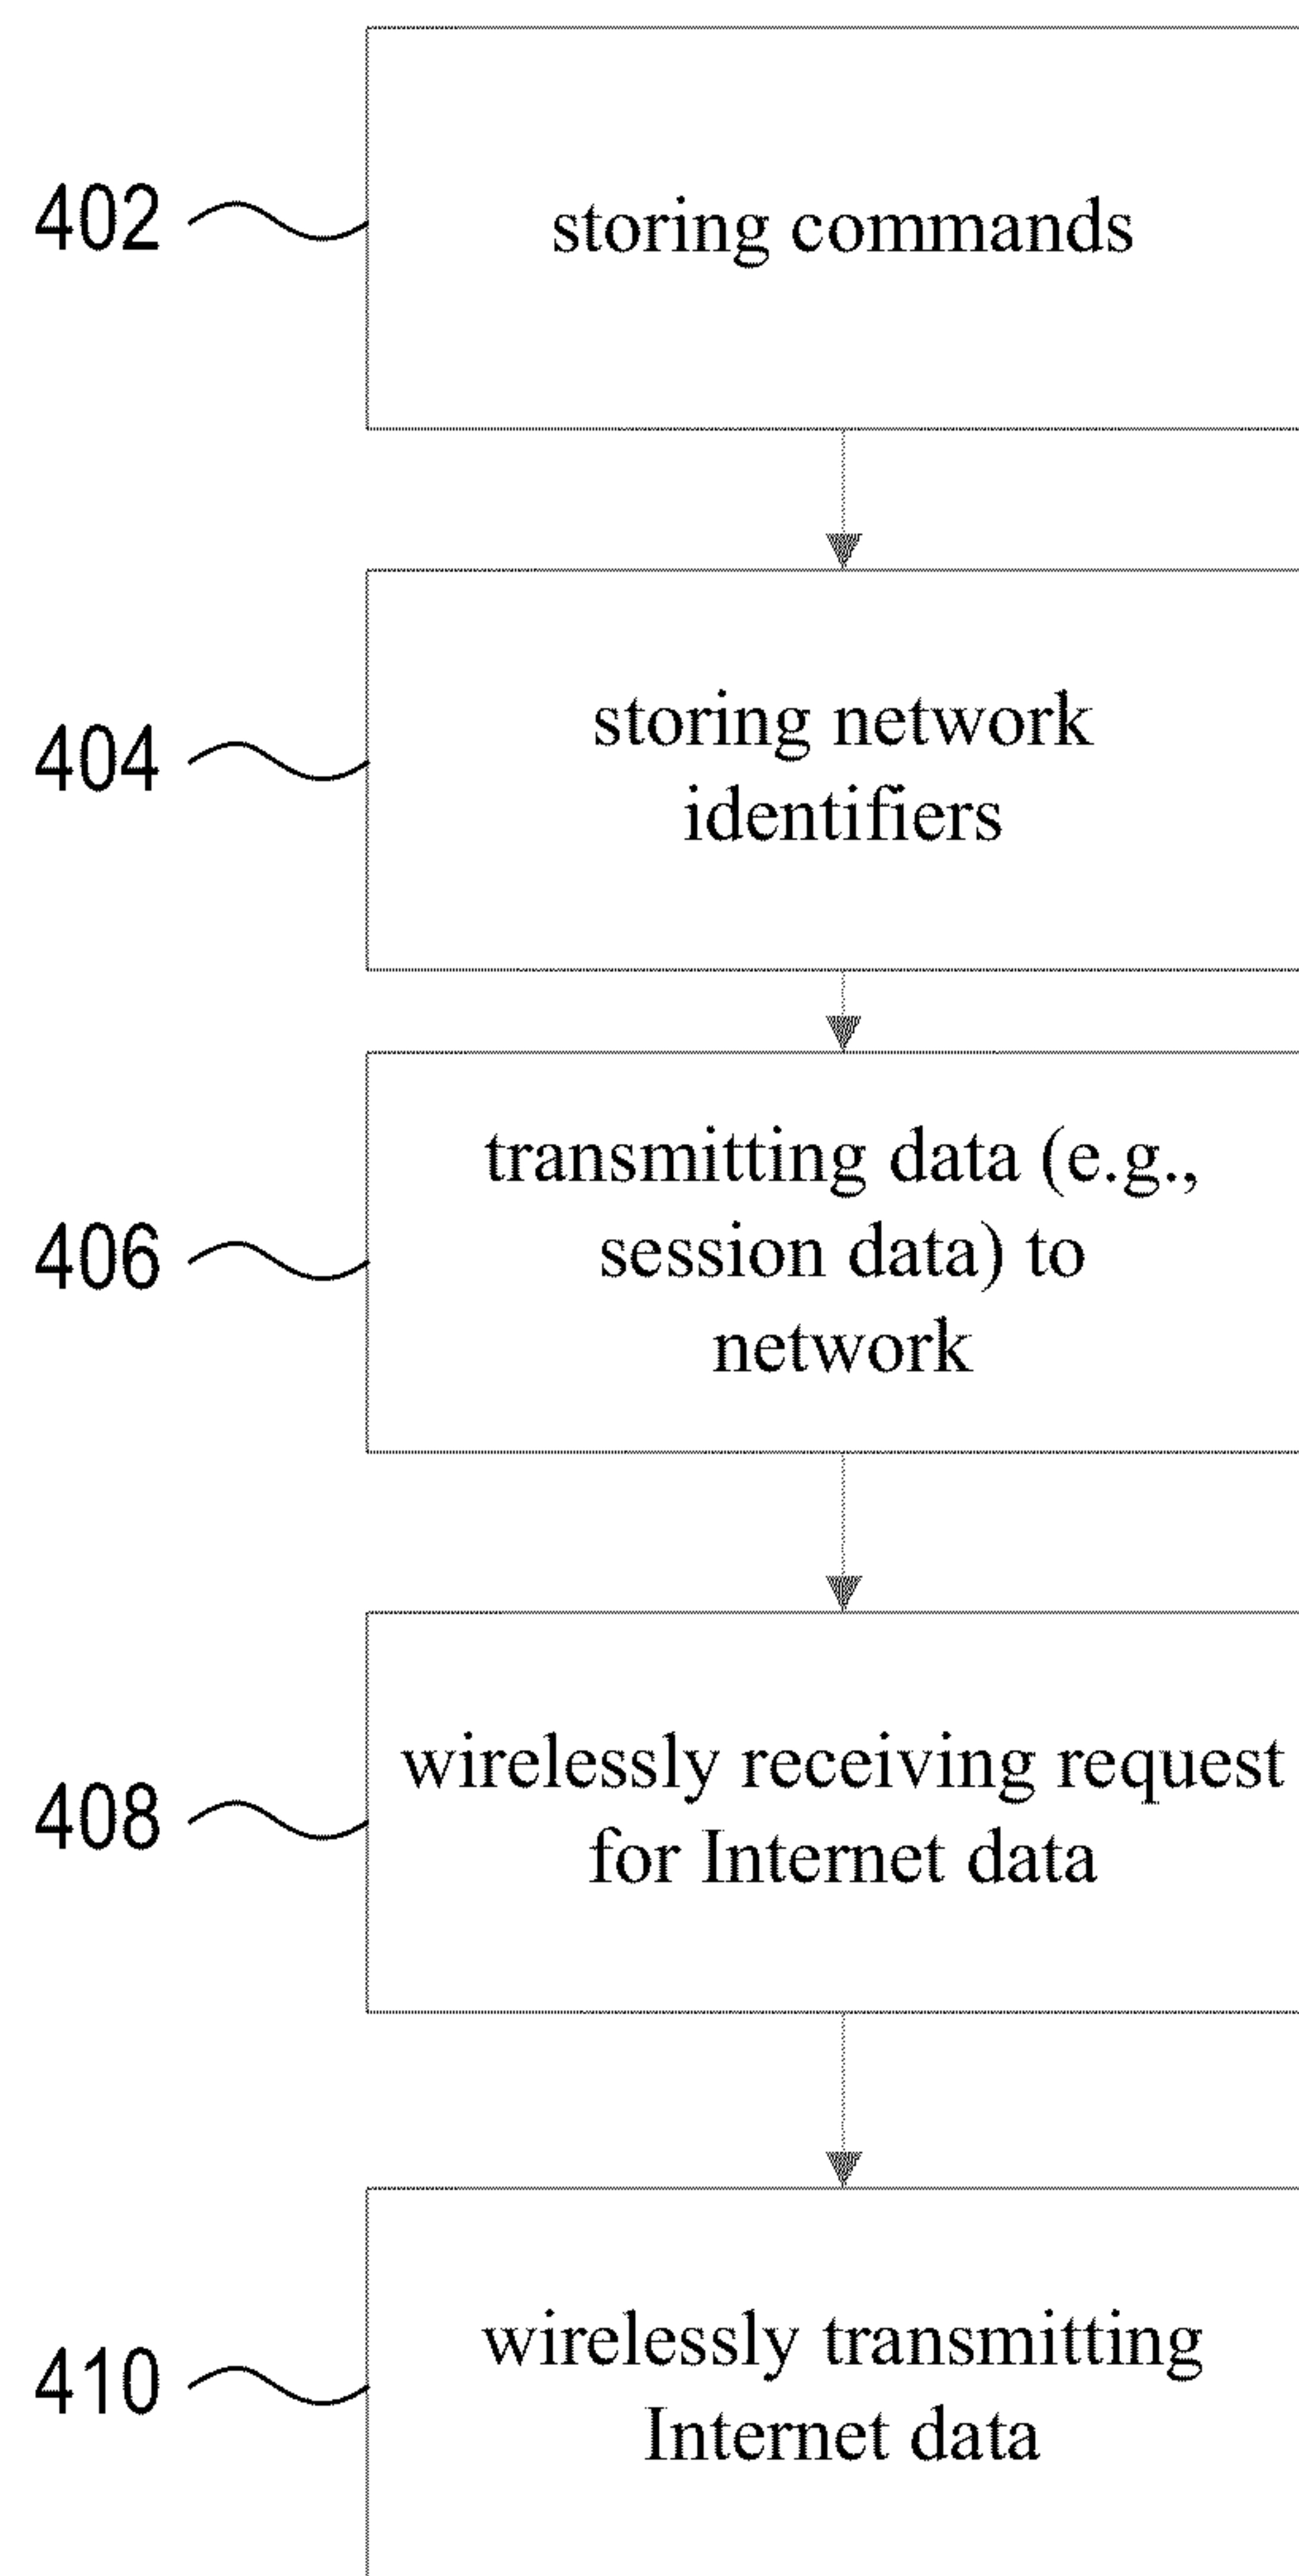 402
storing commands
404
storing network
identifiers
406
transmitting data (e.g.,
session data) to
network
408
wirelessly receiving request
for Internet data
410
wirelessly transmitting
Internet data